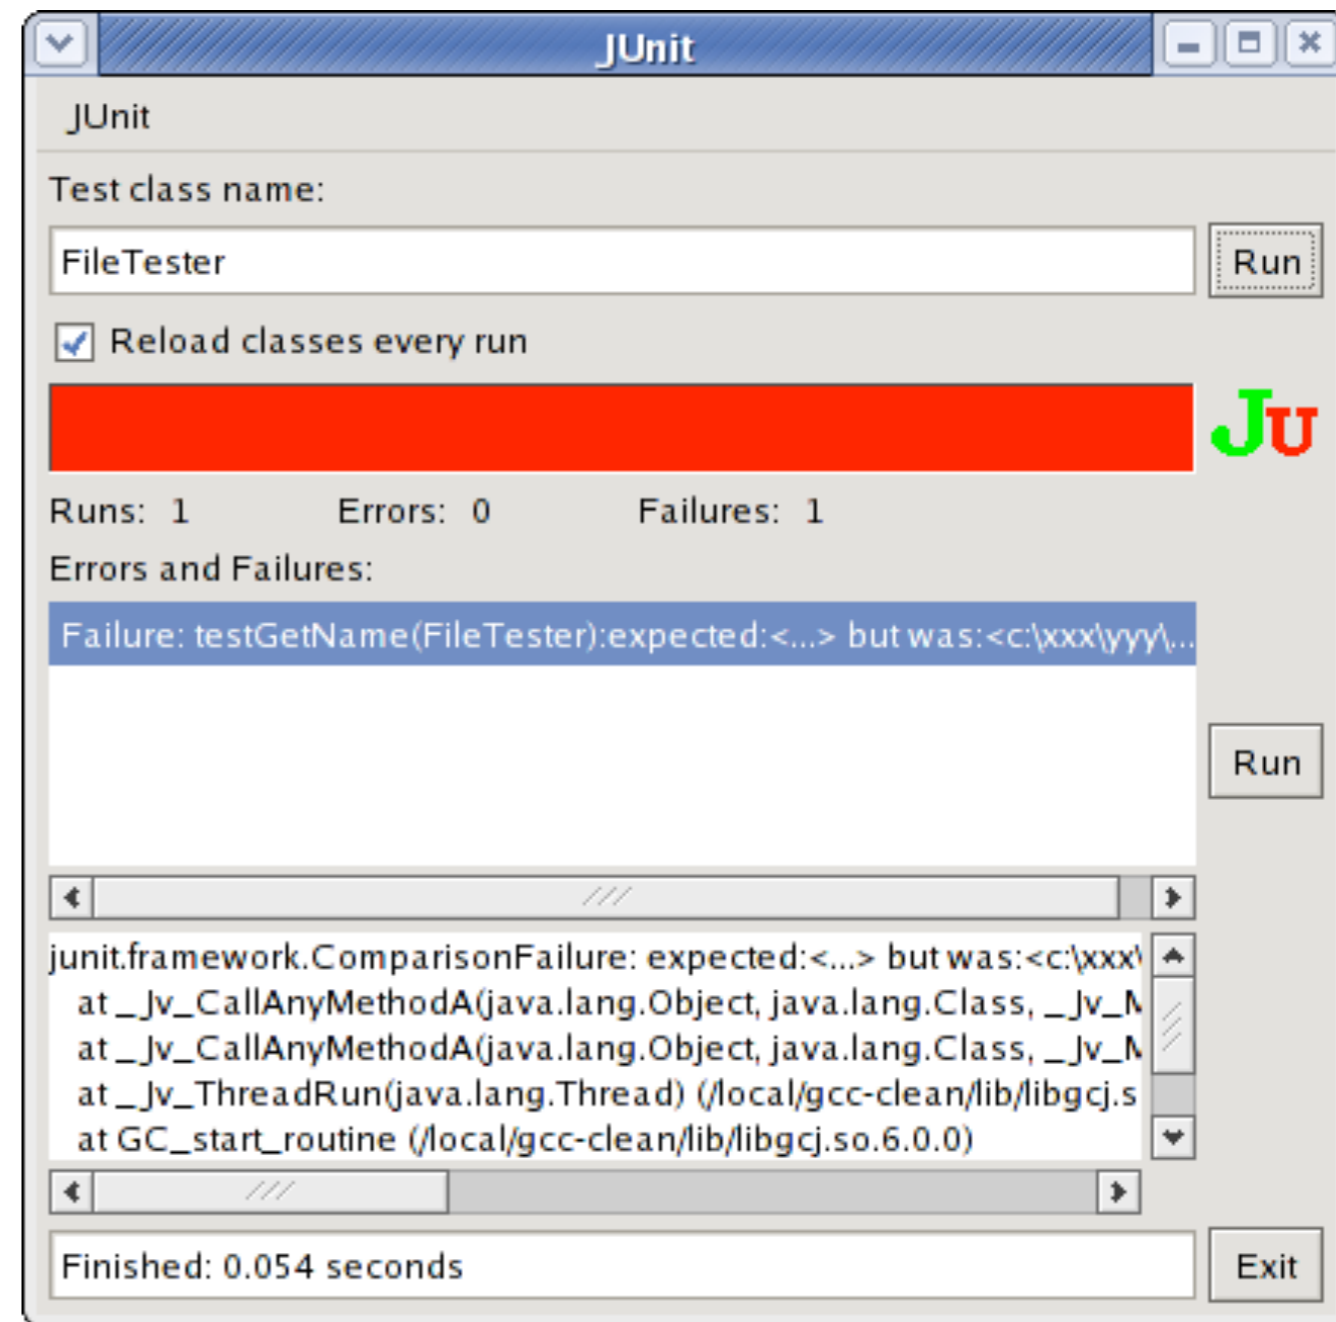 JUnit
JUnit
Test class name:
FileTester
Run
Reload classes every run
JU
Runs: 1 Errors: 0 Failures: 1
Errors and Failures:
Failure: testGetName(FileTester):expected:<...> but was:<c:\xxx\yyy\...
Run
junit.framework.ComparisonFailure: expected:<...> but was:<c:\xxx\
at _Jv_CallAnyMethodA(java.lang.Object, java.lang.Class, _Jv_M
at _Jv_CallAnyMethodA(java.lang.Object, java.lang.Class, _Jv_M
at _Jv_ThreadRun(java.lang.Thread) (/local/gcc-clean/lib/libgcj.s
at GC_start_routine (/local/gcc-clean/lib/libgcj.so.6.0.0)
Finished: 0.054 seconds
Exit